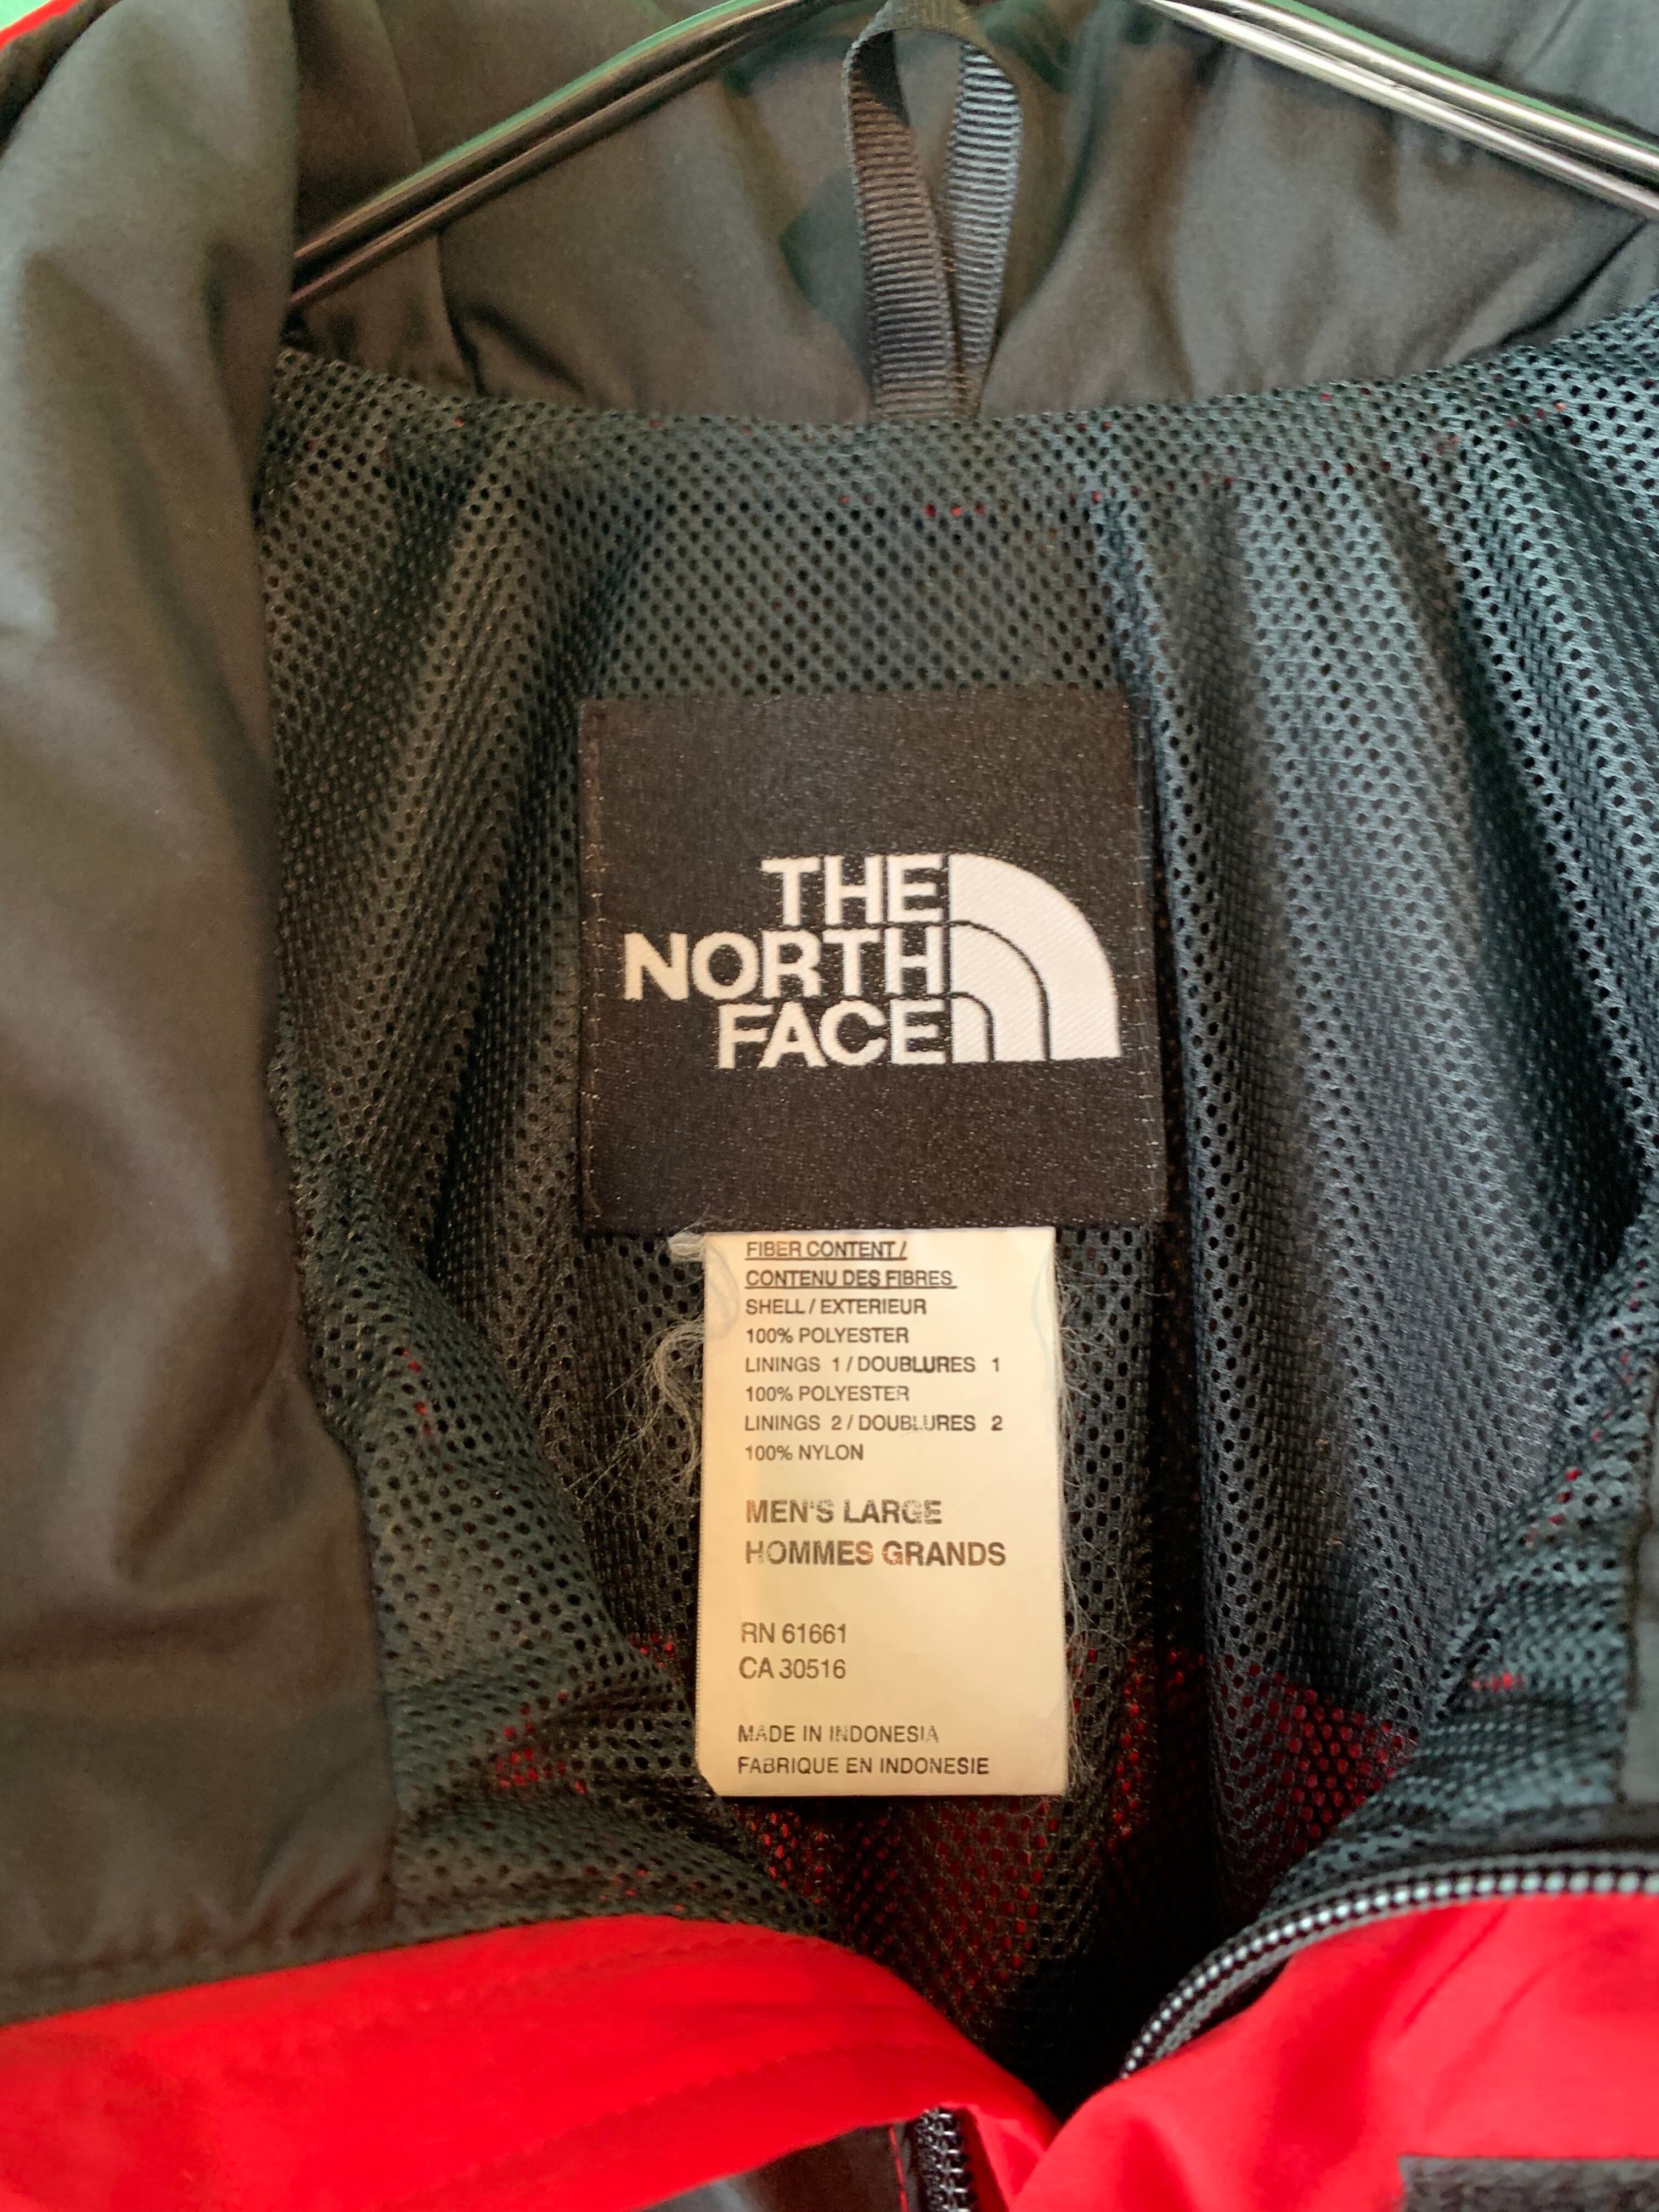 THE
NORTH
FACE
FIBER CONTENT /
CONTENU DES FIBRES
SHELL / EXTERIEUR
100% POLYESTER
LININGS 1 / DOUBLURES 1
100% POLYESTER
LININGS 2 / DOUBLURES 2
100% NYLON
MEN'S LARGE
HOMMES GRANDS
RN 61661
CA 30516
MADE IN INDONESIA
FABRIQUE EN INDONESIE